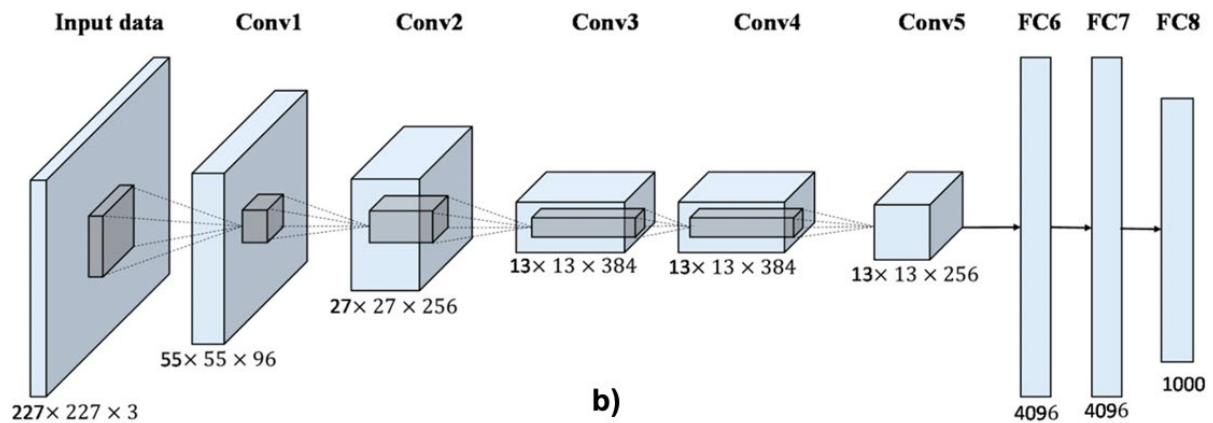 Input data Conv1 Conv2 Conv3 Conv4 Conv5 FC6 FC7 FC8
13× 13 × 384 13× 13 × 384 13× 13 × 256
27× 27 × 256
55× 55 × 96
1000
227× 227 × 3 b) 4096 4096